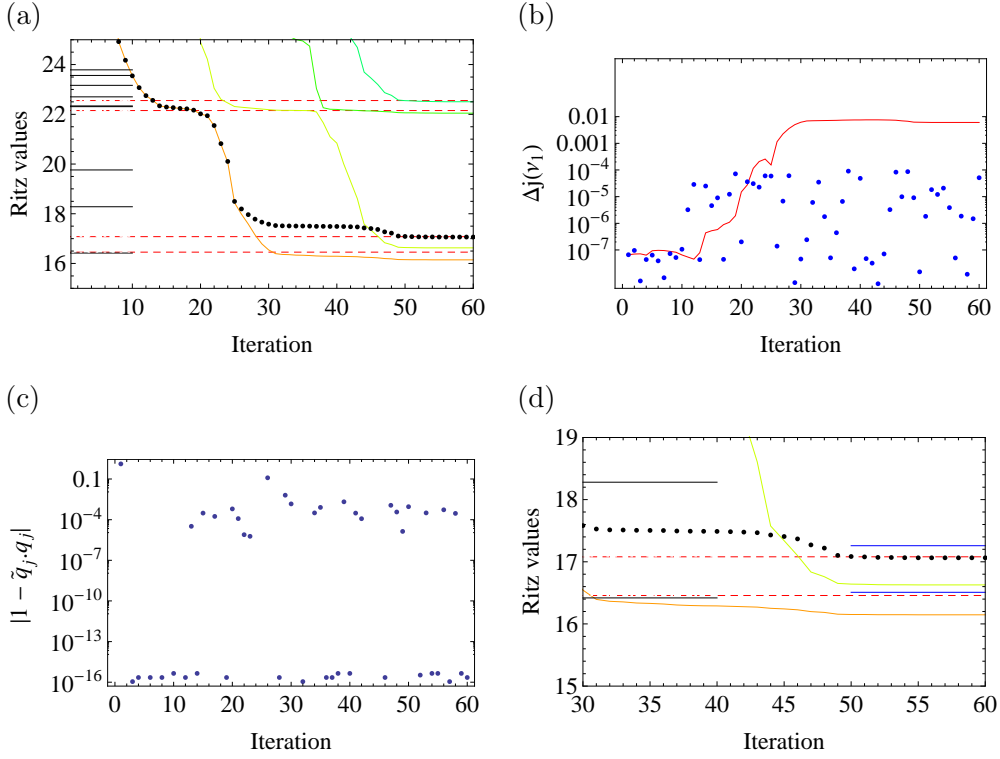 (a)
Ritz values
24
22
20
18
16
10 20 30 40 50 60
Iteration
(b)
Δj(ν₁)
0.01
0.001
10⁻⁴
10⁻⁵
10⁻⁶
10⁻⁷
0 10 20 30 40 50 60
Iteration
(c)
|1 − q̃ⱼ.qⱼ|
0.1
10⁻⁴
10⁻⁷
10⁻¹⁰
10⁻¹³
10⁻¹⁶
0 10 20 30 40 50 60
Iteration
(d)
Ritz values
19
18
17
16
15
30 35 40 45 50 55 60
Iteration